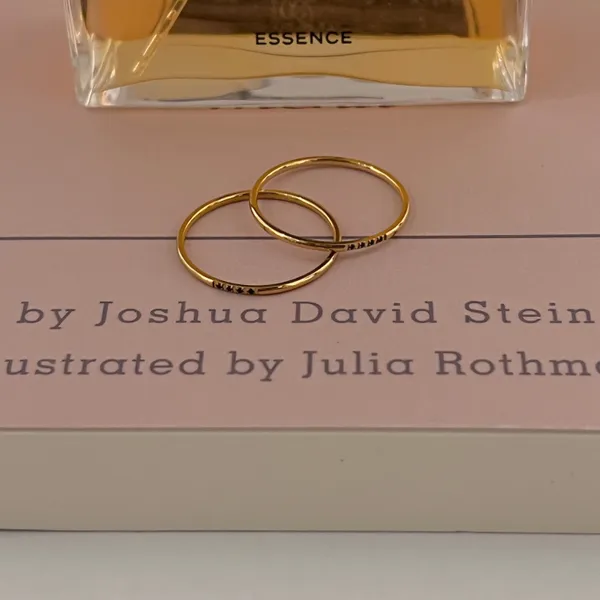 ESSENCE
by Joshua David Stein
ustrated by Julia Rothm